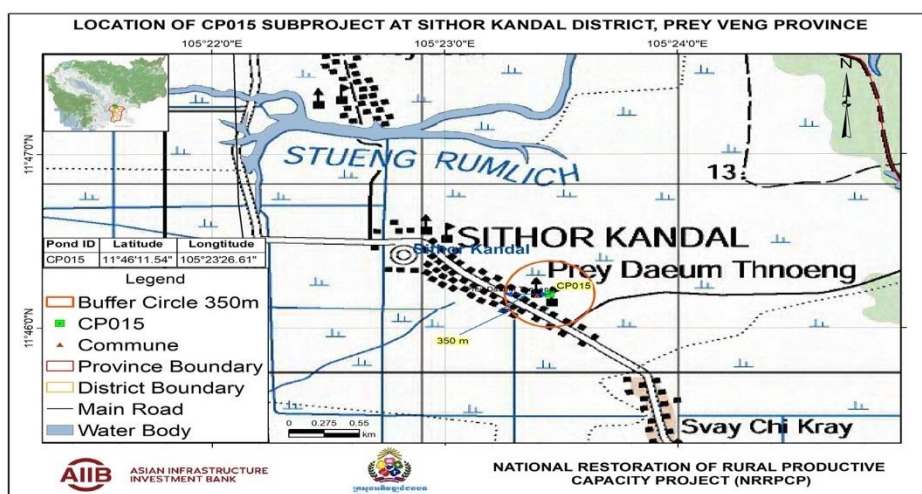 LOCATION OF CP015 SUBPROJECT AT SITHOR KANDAL DISTRICT, PREY VENG PROVINCE
105°22'0"E
105°23'0"E
105°24'0"E
11°47'0"N
11°46'0"N
STUENG RUMLICH
13.
SITHOR KANDAL
Sithor Kandal
Prey Daeum Thnoeng
CP015
350 m
Svay Chi Kray
N
Pond ID Latitude Longtitude
CP015 11°46'11.54" 105°23'26.61"
Legend
Buffer Circle 350m
CP015
Commune
Province Boundary
District Boundary
Main Road
Water Body
0 0.275 0.55
km
AIIB
ASIAN INFRASTRUCTURE
INVESTMENT BANK
NATIONAL RESTORATION OF RURAL PRODUCTIVE
CAPACITY PROJECT (NRRPCP)